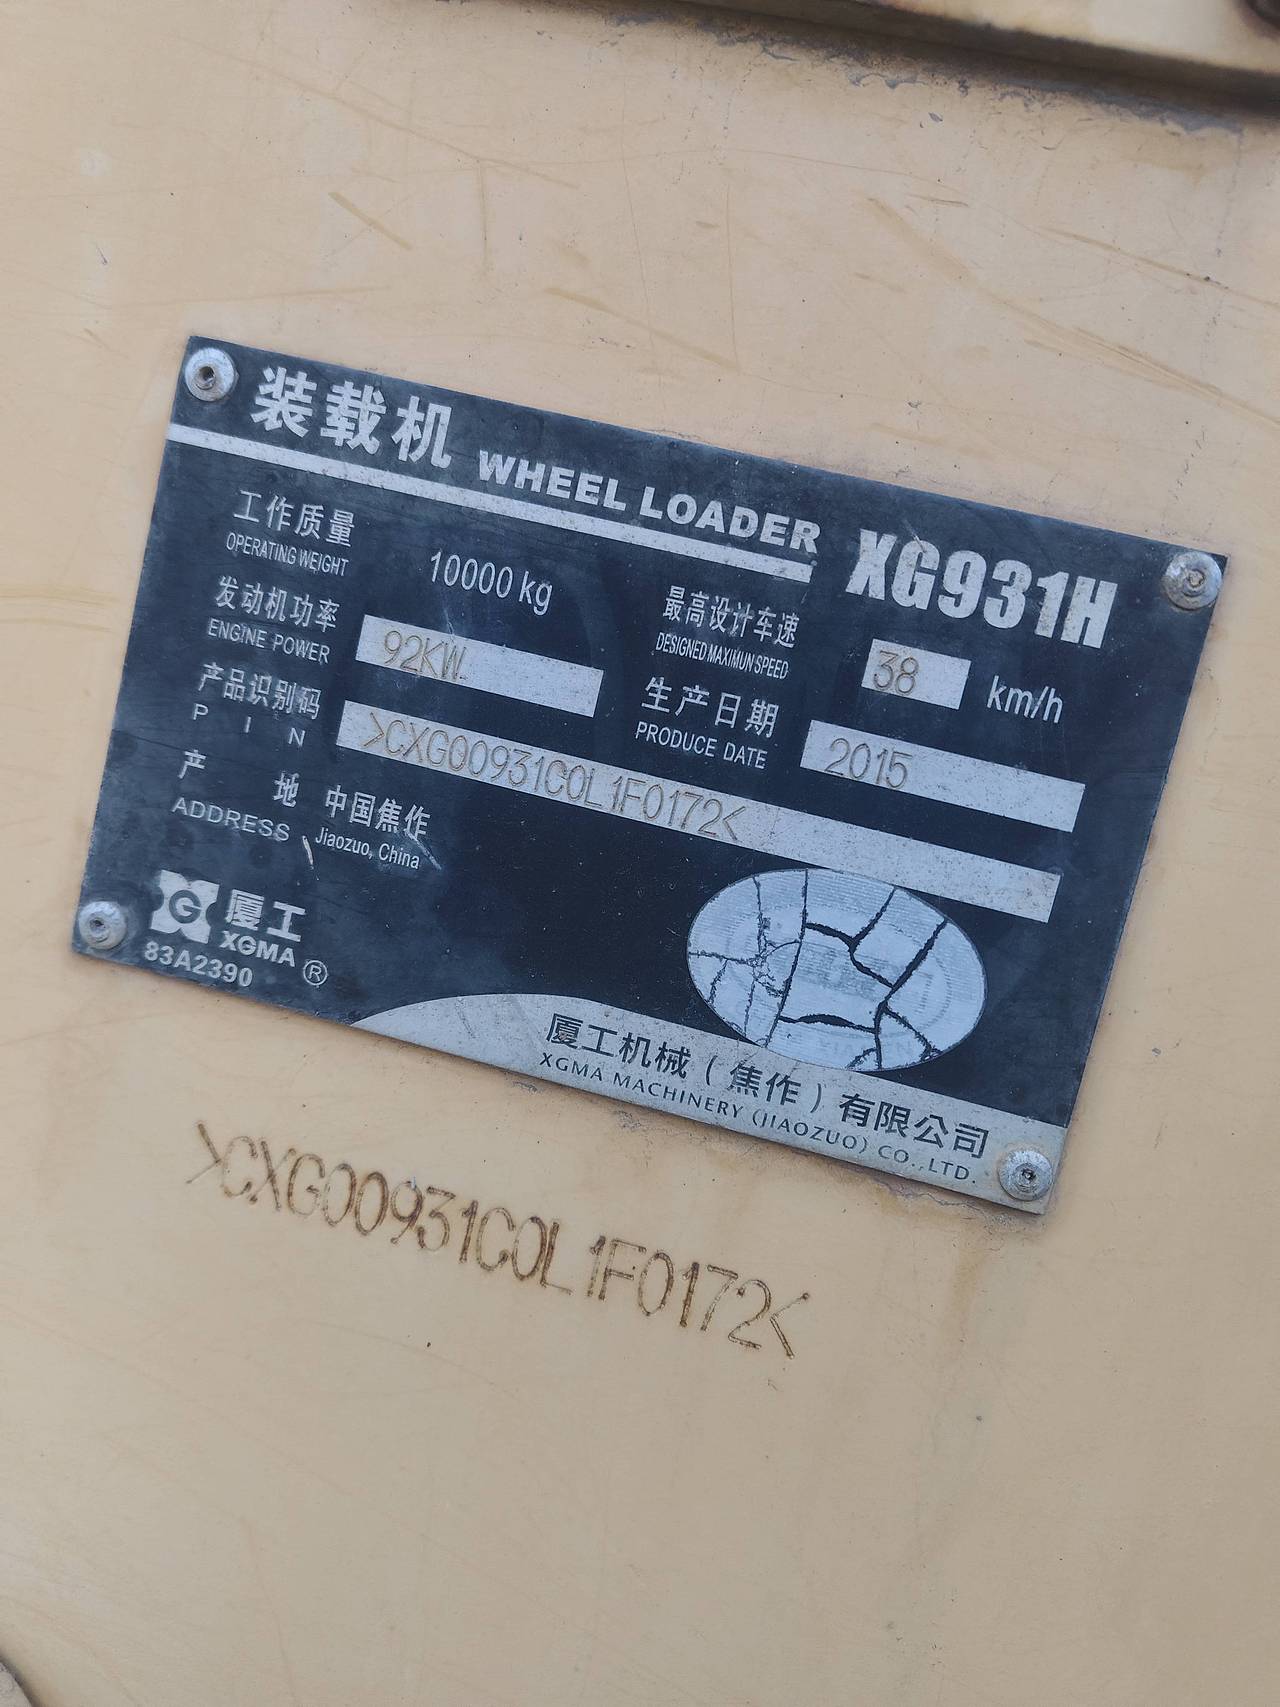 装载机 WHEEL LOADER XG931H
工作质量 10000 kg 最高设计车速 38 km/h
OPERATING WEIGHT DESIGNED MAXIMUN SPEED
发动机功率 92KW. 生产日期 2015
ENGINE POWER PRODUCE DATE
产品识别码 >CXG00931C0L1F0172<
P I N
产 地 中国焦作
ADDRESS Jiaozuo, China
G 厦工
XGMA ®
83A2390
厦工机械（焦作）有限公司
XGMA MACHINERY (JIAOZUO) CO.,LTD.
>CXG00931C0L1F0172<